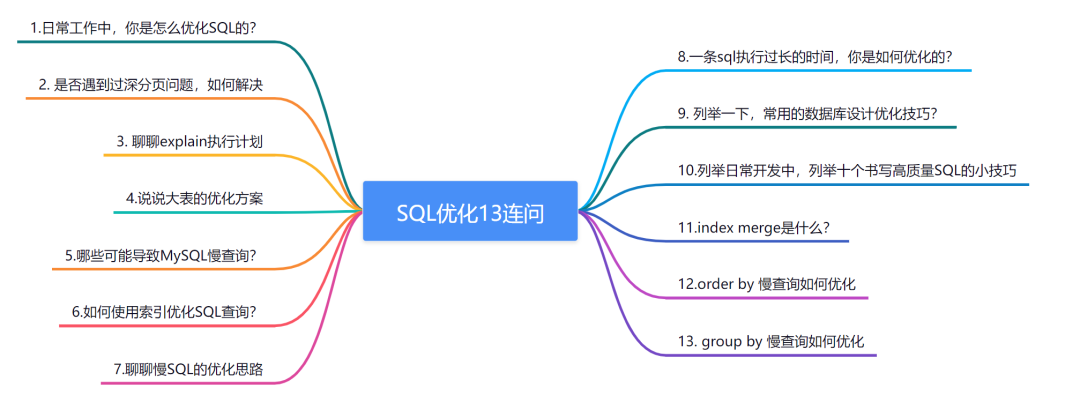 1.日常工作中，你是怎么优化SQL的？
2. 是否遇到过深分页问题，如何解决
3. 聊聊explain执行计划
4.说说大表的优化方案
5.哪些可能导致MySQL慢查询？
6.如何使用索引优化SQL查询？
7.聊聊慢SQL的优化思路
SQL优化13连问
8.一条sql执行过长的时间，你是如何优化的？
9. 列举一下，常用的数据库设计优化技巧？
10.列举日常开发中，列举十个书写高质量SQL的小技巧
11.index merge是什么？
12.order by 慢查询如何优化
13. group by 慢查询如何优化